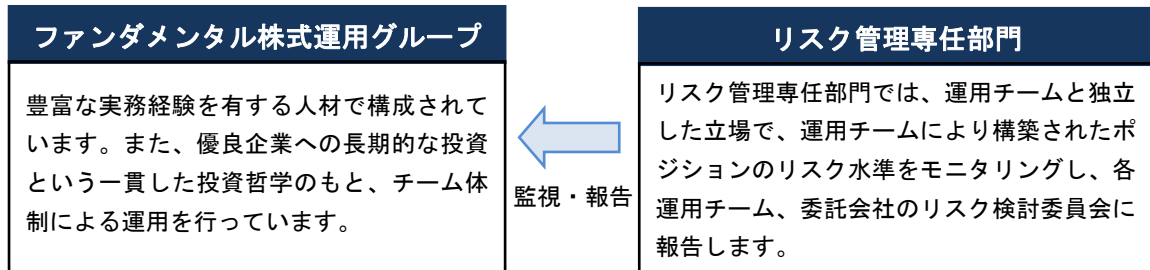 ファンダメンタル株式運用グループ
豊富な実務経験を有する人材で構成されて
います。また、優良企業への長期的な投資
という一貫した投資哲学のもと、チーム体
制による運用を行っています。
監視・報告
リスク管理専任部門
リスク管理専任部門では、運用チームと独立
した立場で、運用チームにより構築されたポ
ジションのリスク水準をモニタリングし、各
運用チーム、委託会社のリスク検討委員会に
報告します。